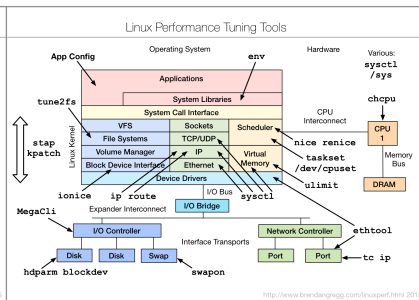 Linux Performance Tuning Tools
Operating System
Hardware
Various:
sysctl
/sys
App Config
env
Applications
System Libraries
System Call Interface
tune2fs
chcpu
VFS
Sockets
Scheduler
CPU
Interconnect
File Systems
TCP/UDP
CPU
1
Volume Manager
IP
nice renice
Block Device Interface
Ethernet
Virtual
Memory
taskset
/dev/cpuset
Memory
Bus
Linux Kernel
stap
kpatch
Device Drivers
ulimit
DRAM
ionice
ip route
sysctl
I/O Bus
MegaCli
Expander Interconnect
I/O Bridge
ethtool
I/O Controller
Network Controller
Interface Transports
Disk
Disk
Swap
Port
Port
tc ip
hdparm blockdev
swapon
http://www.brendangregg.com/linuxperf.html 201